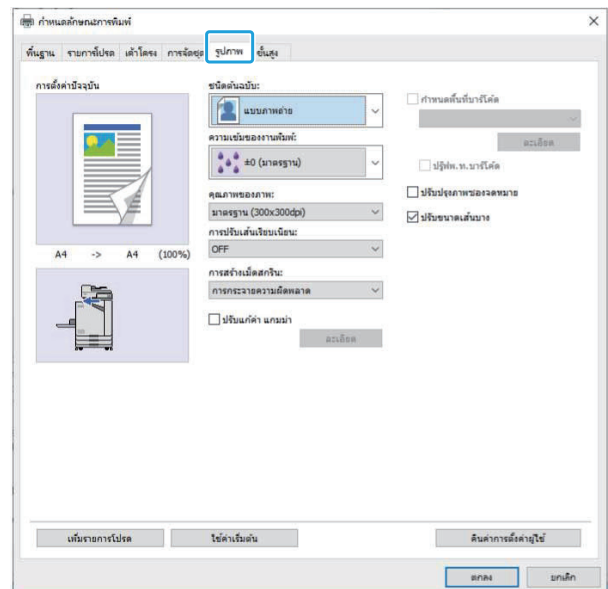 กำหนดลักษณะการพิมพ์
พื้นฐาน รายการโปรด เค้าโครง การจัดชุด รูปภาพ ขั้นสูง
การตั้งค่าปัจจุบัน
A4 -> A4 (100%)
ชนิดต้นฉบับ:
แบบภาพถ่าย
ความเข้มของงานพิมพ์:
±0 (มาตรฐาน)
คุณภาพของภาพ:
มาตรฐาน (300x300dpi)
การปรับเส้นเรียบเนียน:
OFF
การสร้างเม็ดสกรีน:
การกระจายความผิดพลาด
ปรับแก้ค่า แกมม่า
ละเอียด
กำหนดพื้นที่บาร์โค้ด
ละเอียด
ปรับปรุงภาพซองจดหมาย
ปรับขนาดเส้นบาง
เพิ่มรายการโปรด
ใช้ค่าเริ่มต้น
คืนค่าการตั้งค่าผู้ใช้
ตกลง
ยกเลิก